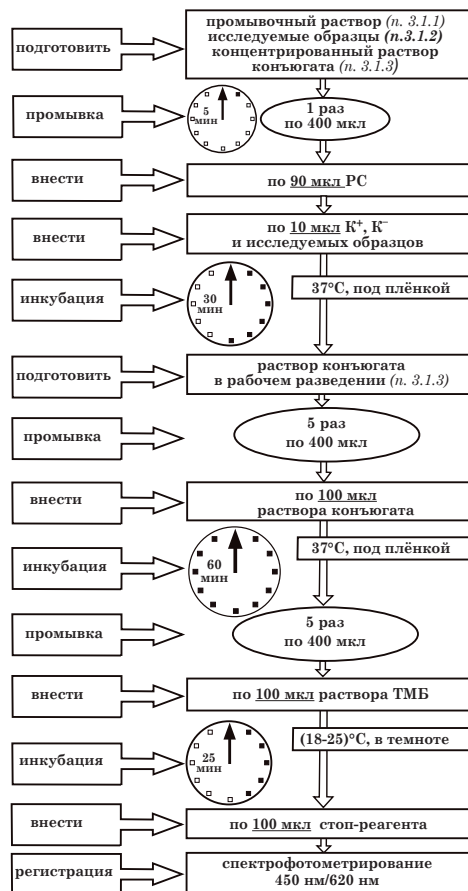 подготовить
промывочный раствор (п. 3.1.1)
исследуемые образцы (п.3.1.2)
концентрированный раствор
конъюгата (п. 3.1.3)
промывка
5
мин
1 раз
по 400 мкл
внести
по 90 мкл РС
внести
по 10 мкл К⁺, К⁻
и исследуемых образцов
инкубация
30
мин
37°С, под плёнкой
подготовить
раствор конъюгата
в рабочем разведении (п. 3.1.3)
промывка
5 раз
по 400 мкл
внести
по 100 мкл
раствора конъюгата
инкубация
60
мин
37°С, под плёнкой
промывка
5 раз
по 400 мкл
внести
по 100 мкл раствора ТМБ
инкубация
25
мин
(18-25)°С, в темноте
внести
по 100 мкл стоп-реагента
регистрация
спектрофотометрирование
450 нм/620 нм